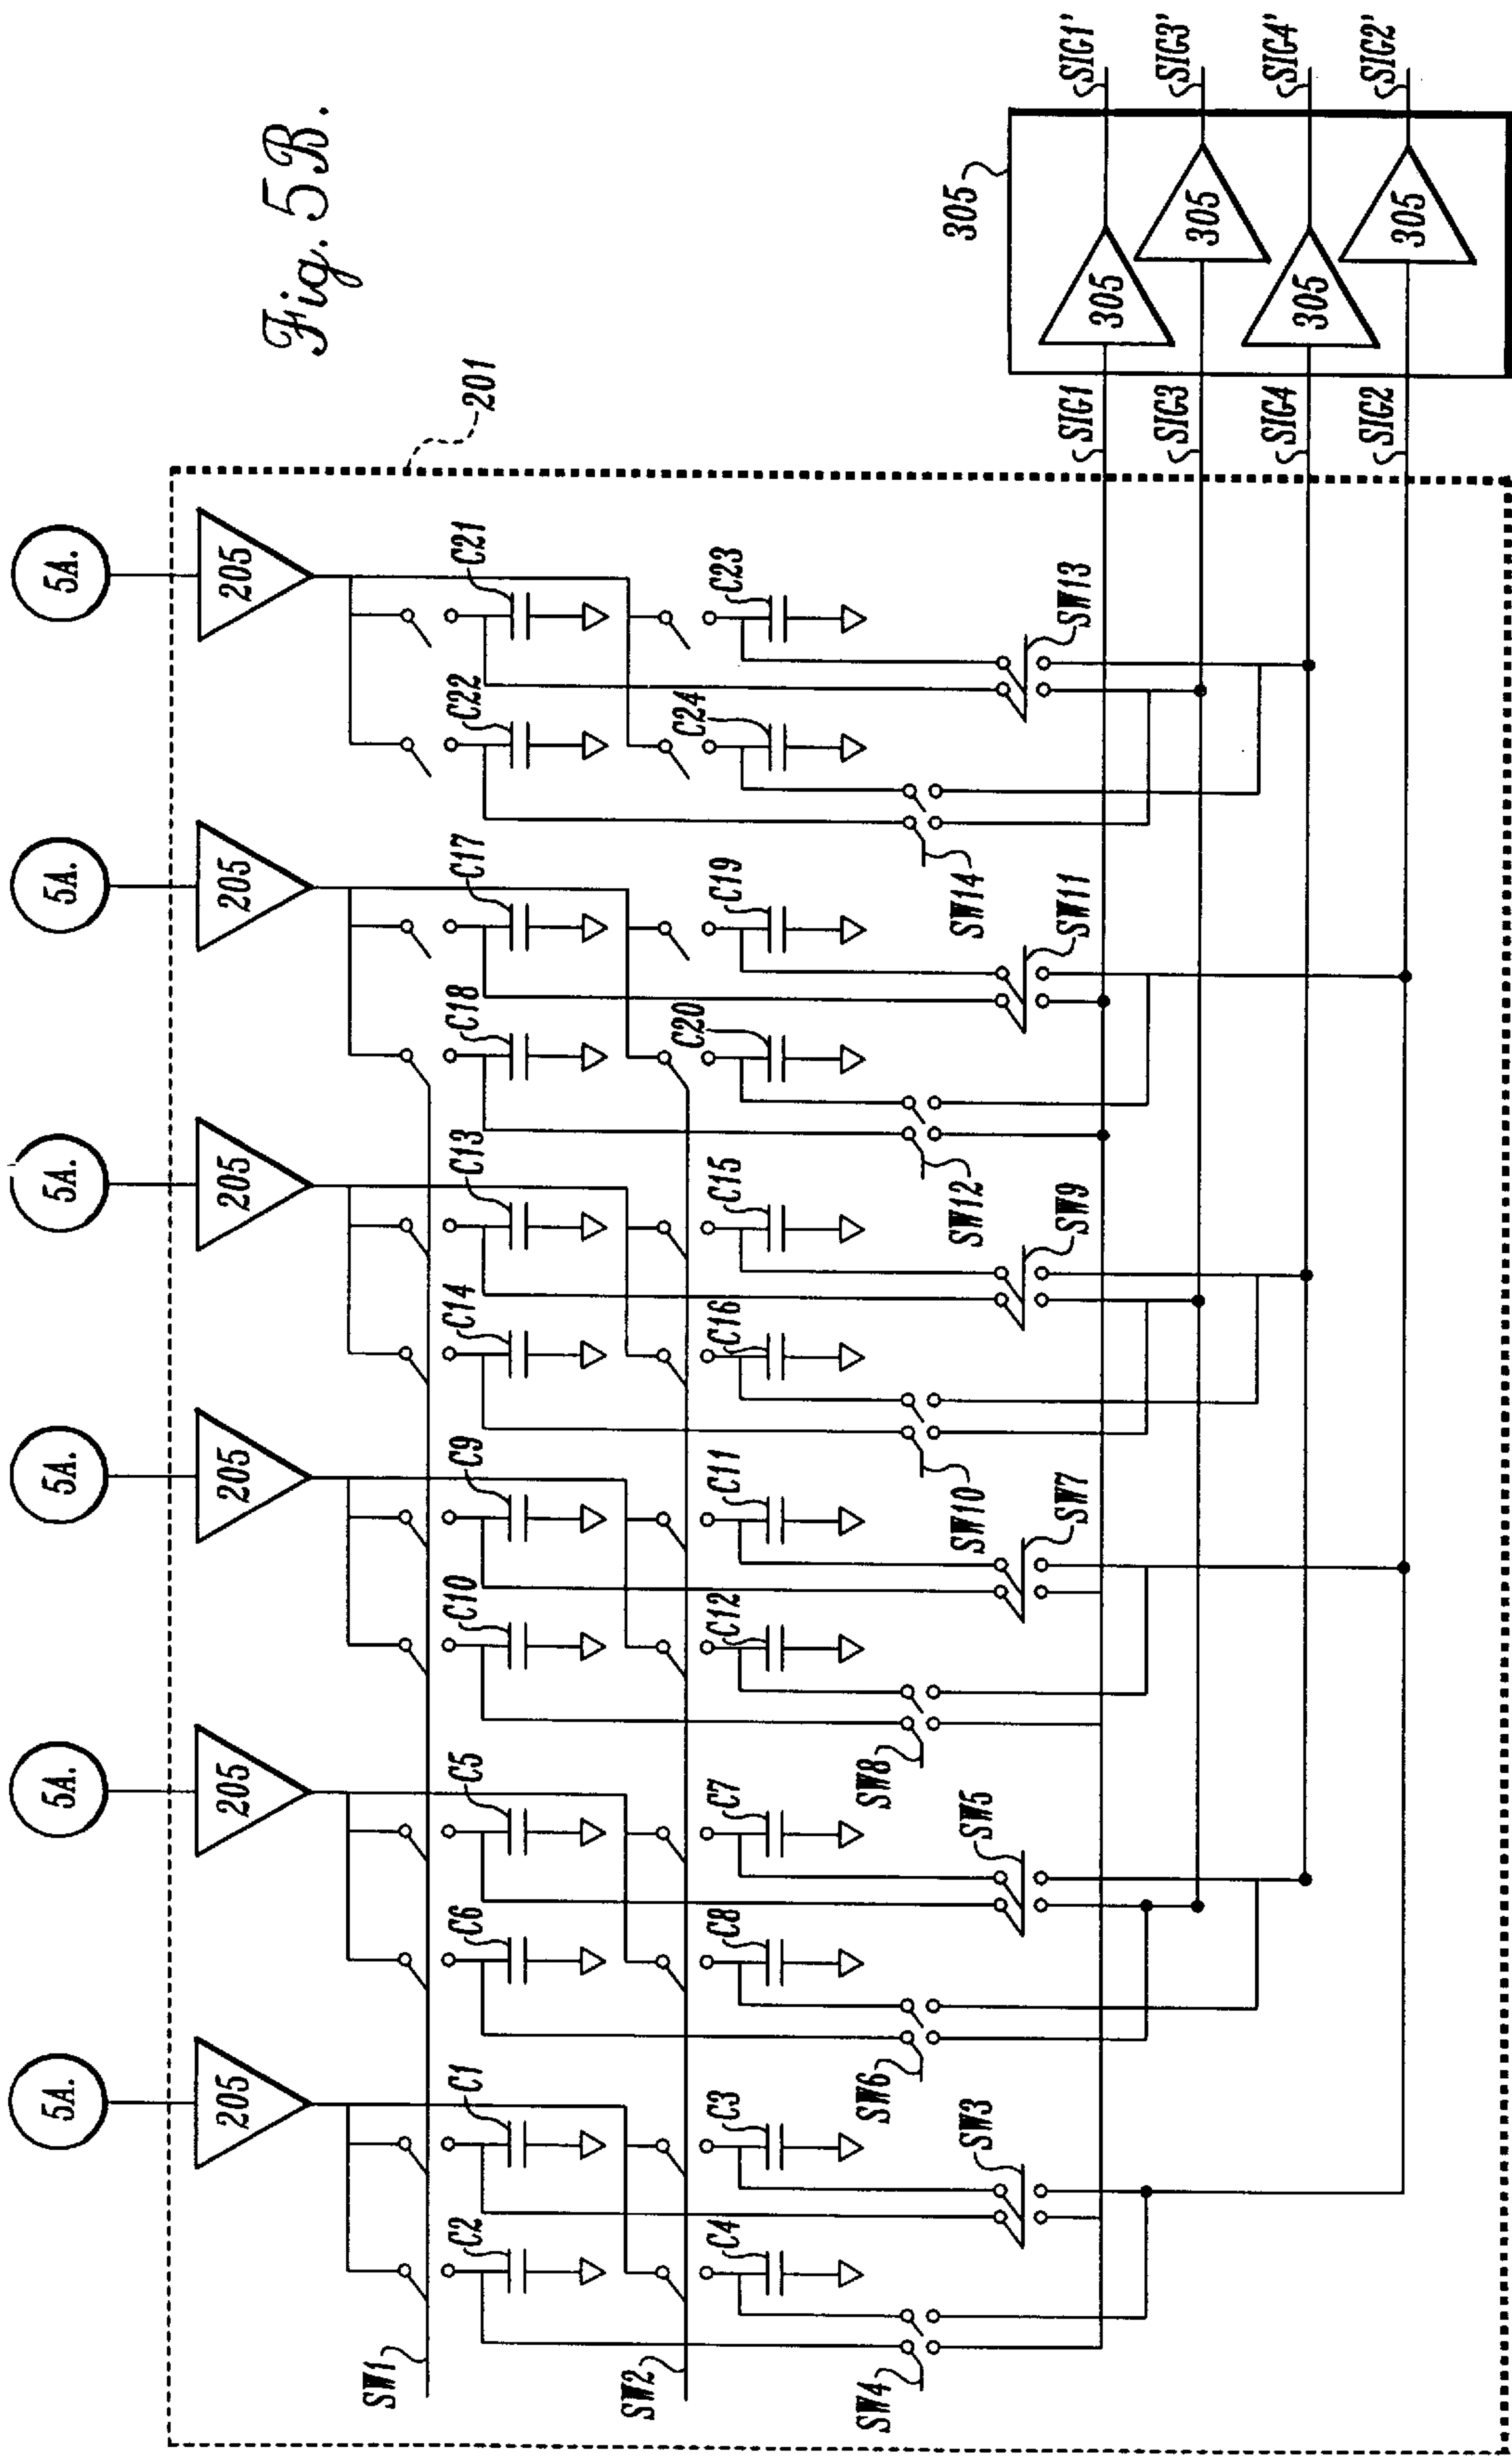 Fig. 5B.
5A. 5A. 5A. 5A. 5A. 5A.
201
205 205 205 205 205 205
SW1
C2 C1 C6 C5 C10 C9 C14 C13 C18 C17 C22 C21
SW2
C4 C3 C8 C7 C12 C11 C16 C15 C20 C19 C24 C23
SW4 SW6 SW8 SW10 SW12 SW14
SW3 SW5 SW7 SW9 SW11 SW13
305
SIG1 305 SIG1'
SIG3 305 SIG3'
SIG4 305 SIG4'
SIG2 305 SIG2'